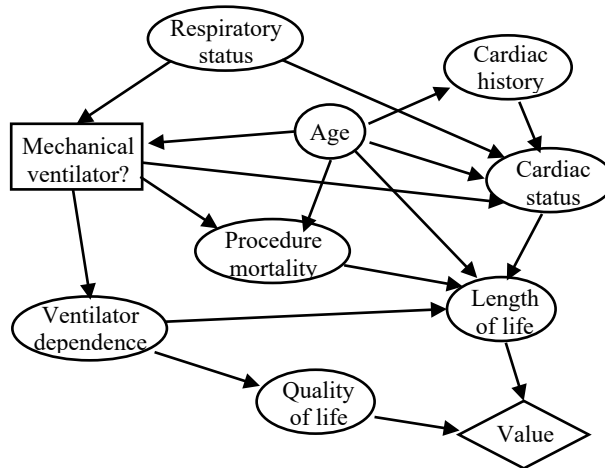 Respiratory
status
Cardiac
history
Mechanical
ventilator?
Age
Cardiac
status
Procedure
mortality
Ventilator
dependence
Length
of life
Quality
of life
Value